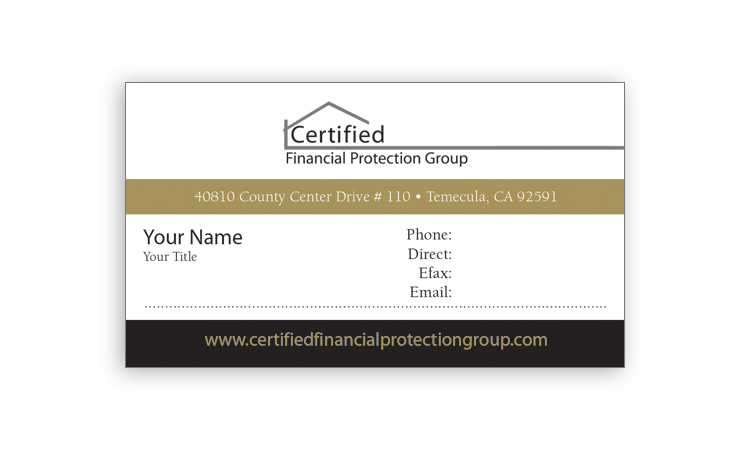 Certified
Financial Protection Group
40810 County Center Drive # 110 • Temecula, CA 92591
Your Name
Your Title
Phone:
Direct:
Efax:
Email:
www.certifiedfinancialprotectiongroup.com